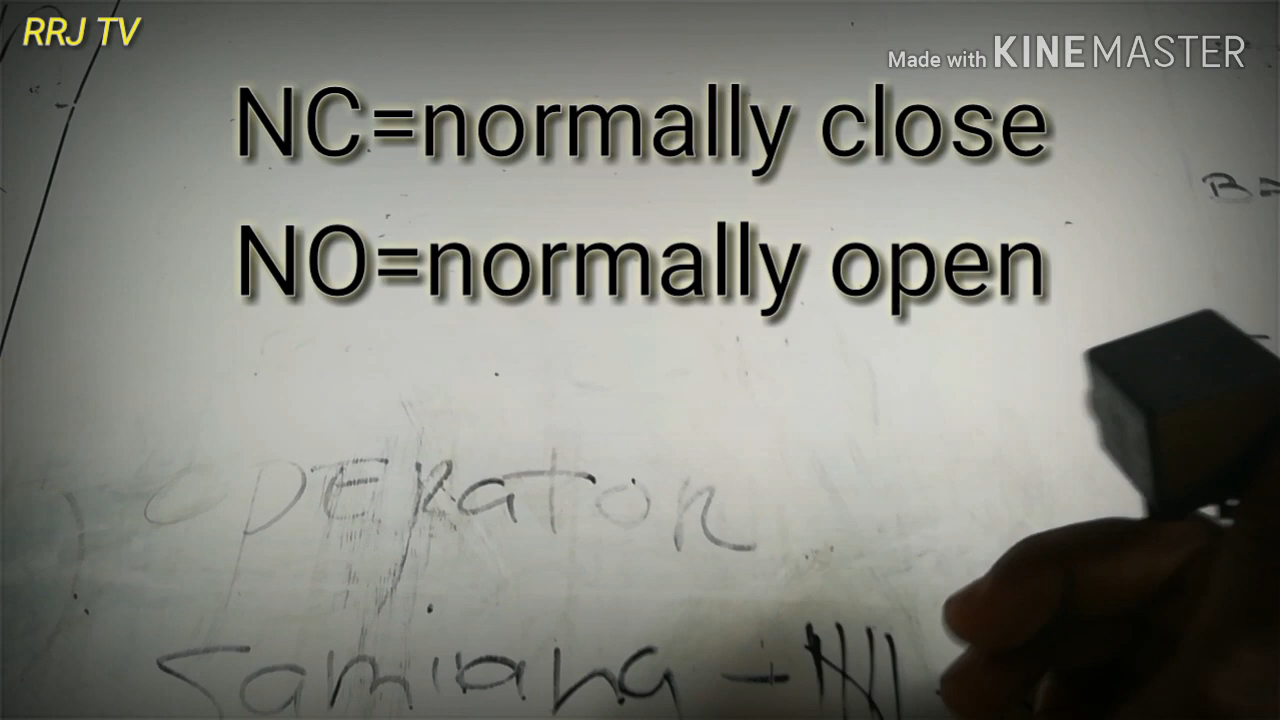 RRJ TV
Made with KINEMASTER
NC=normally close
NO=normally open
B=
OPERator